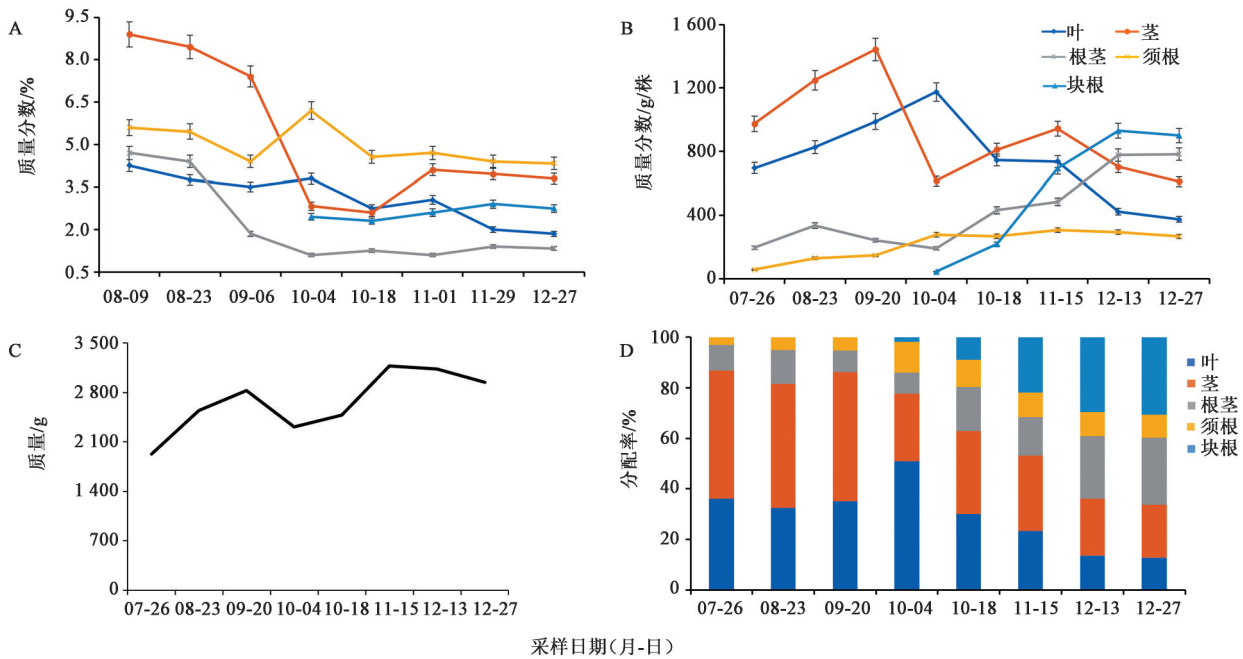 A
质量分数/%
9.5
8.0
6.5
5.0
3.5
2.0
0.5
08-09 08-23 09-06 10-04 10-18 11-01 11-29 12-27
B
质量分数/g/株
1 600
1 200
800
400
0
叶 茎
根茎 须根
块根
07-26 08-23 09-20 10-04 10-18 11-15 12-13 12-27
C
质量/g
3 500
2 800
2 100
1 400
700
0
07-26 08-23 09-20 10-04 10-18 11-15 12-13 12-27
D
分配率/%
100
80
60
40
20
0
叶
茎
根茎
须根
块根
07-26 08-23 09-20 10-04 10-18 11-15 12-13 12-27
采样日期(月-日)